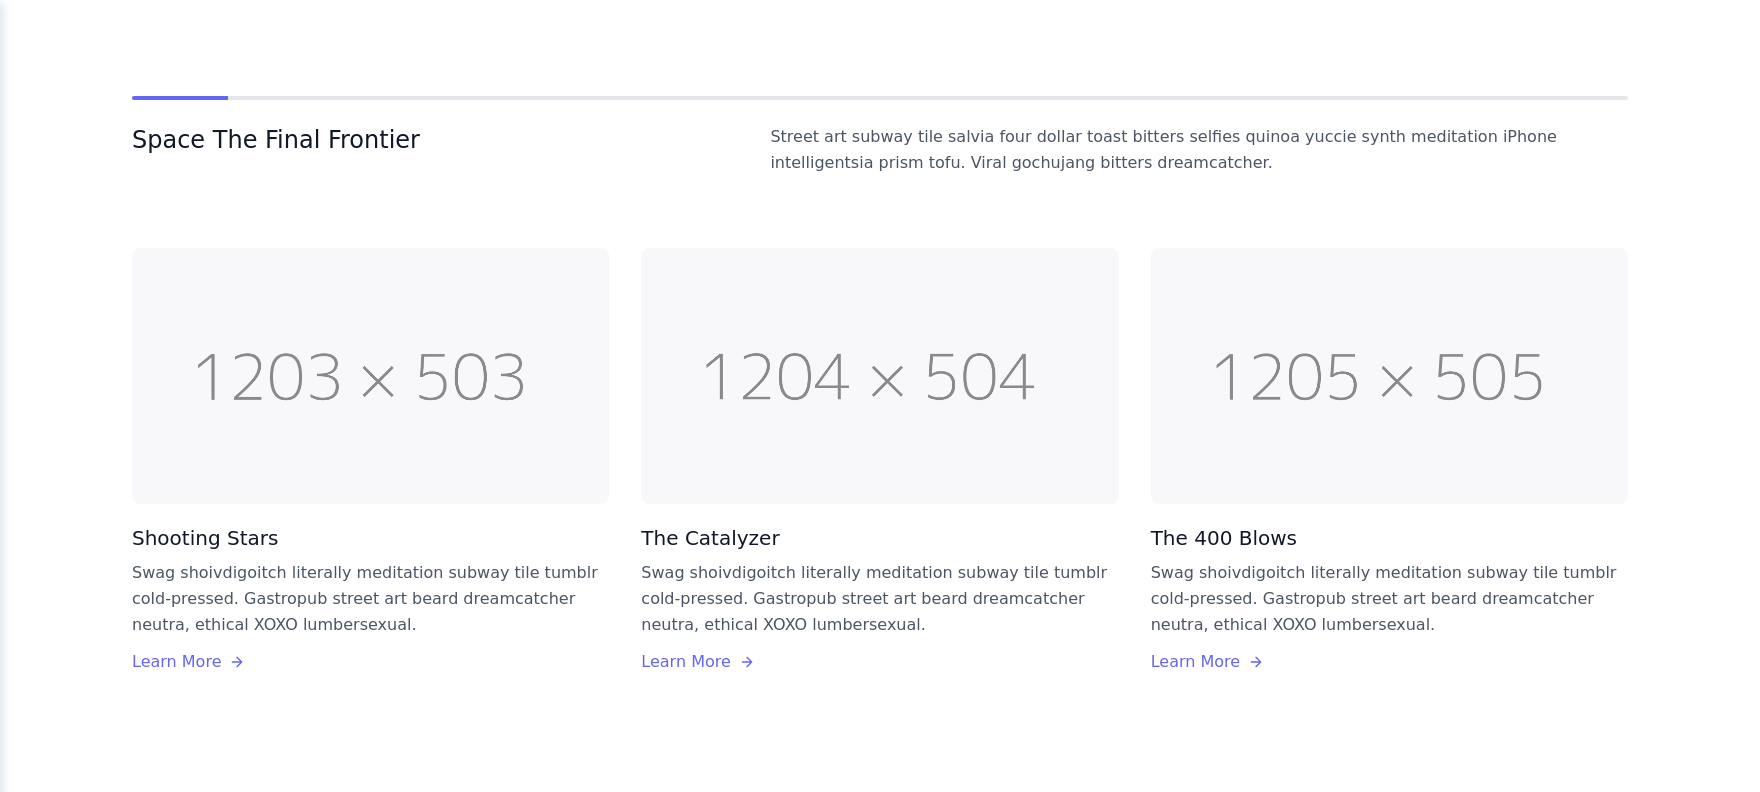 Space The Final Frontier
Street art subway tile salvia four dollar toast bitters selfies quinoa yuccie synth meditation iPhone
intelligentsia prism tofu. Viral gochujang bitters dreamcatcher.
1203 × 503
Shooting Stars
Swag shoivdigoitch literally meditation subway tile tumblr
cold-pressed. Gastropub street art beard dreamcatcher
neutra, ethical XOXO lumbersexual.
Learn More →
1204 × 504
The Catalyzer
Swag shoivdigoitch literally meditation subway tile tumblr
cold-pressed. Gastropub street art beard dreamcatcher
neutra, ethical XOXO lumbersexual.
Learn More →
1205 × 505
The 400 Blows
Swag shoivdigoitch literally meditation subway tile tumblr
cold-pressed. Gastropub street art beard dreamcatcher
neutra, ethical XOXO lumbersexual.
Learn More →